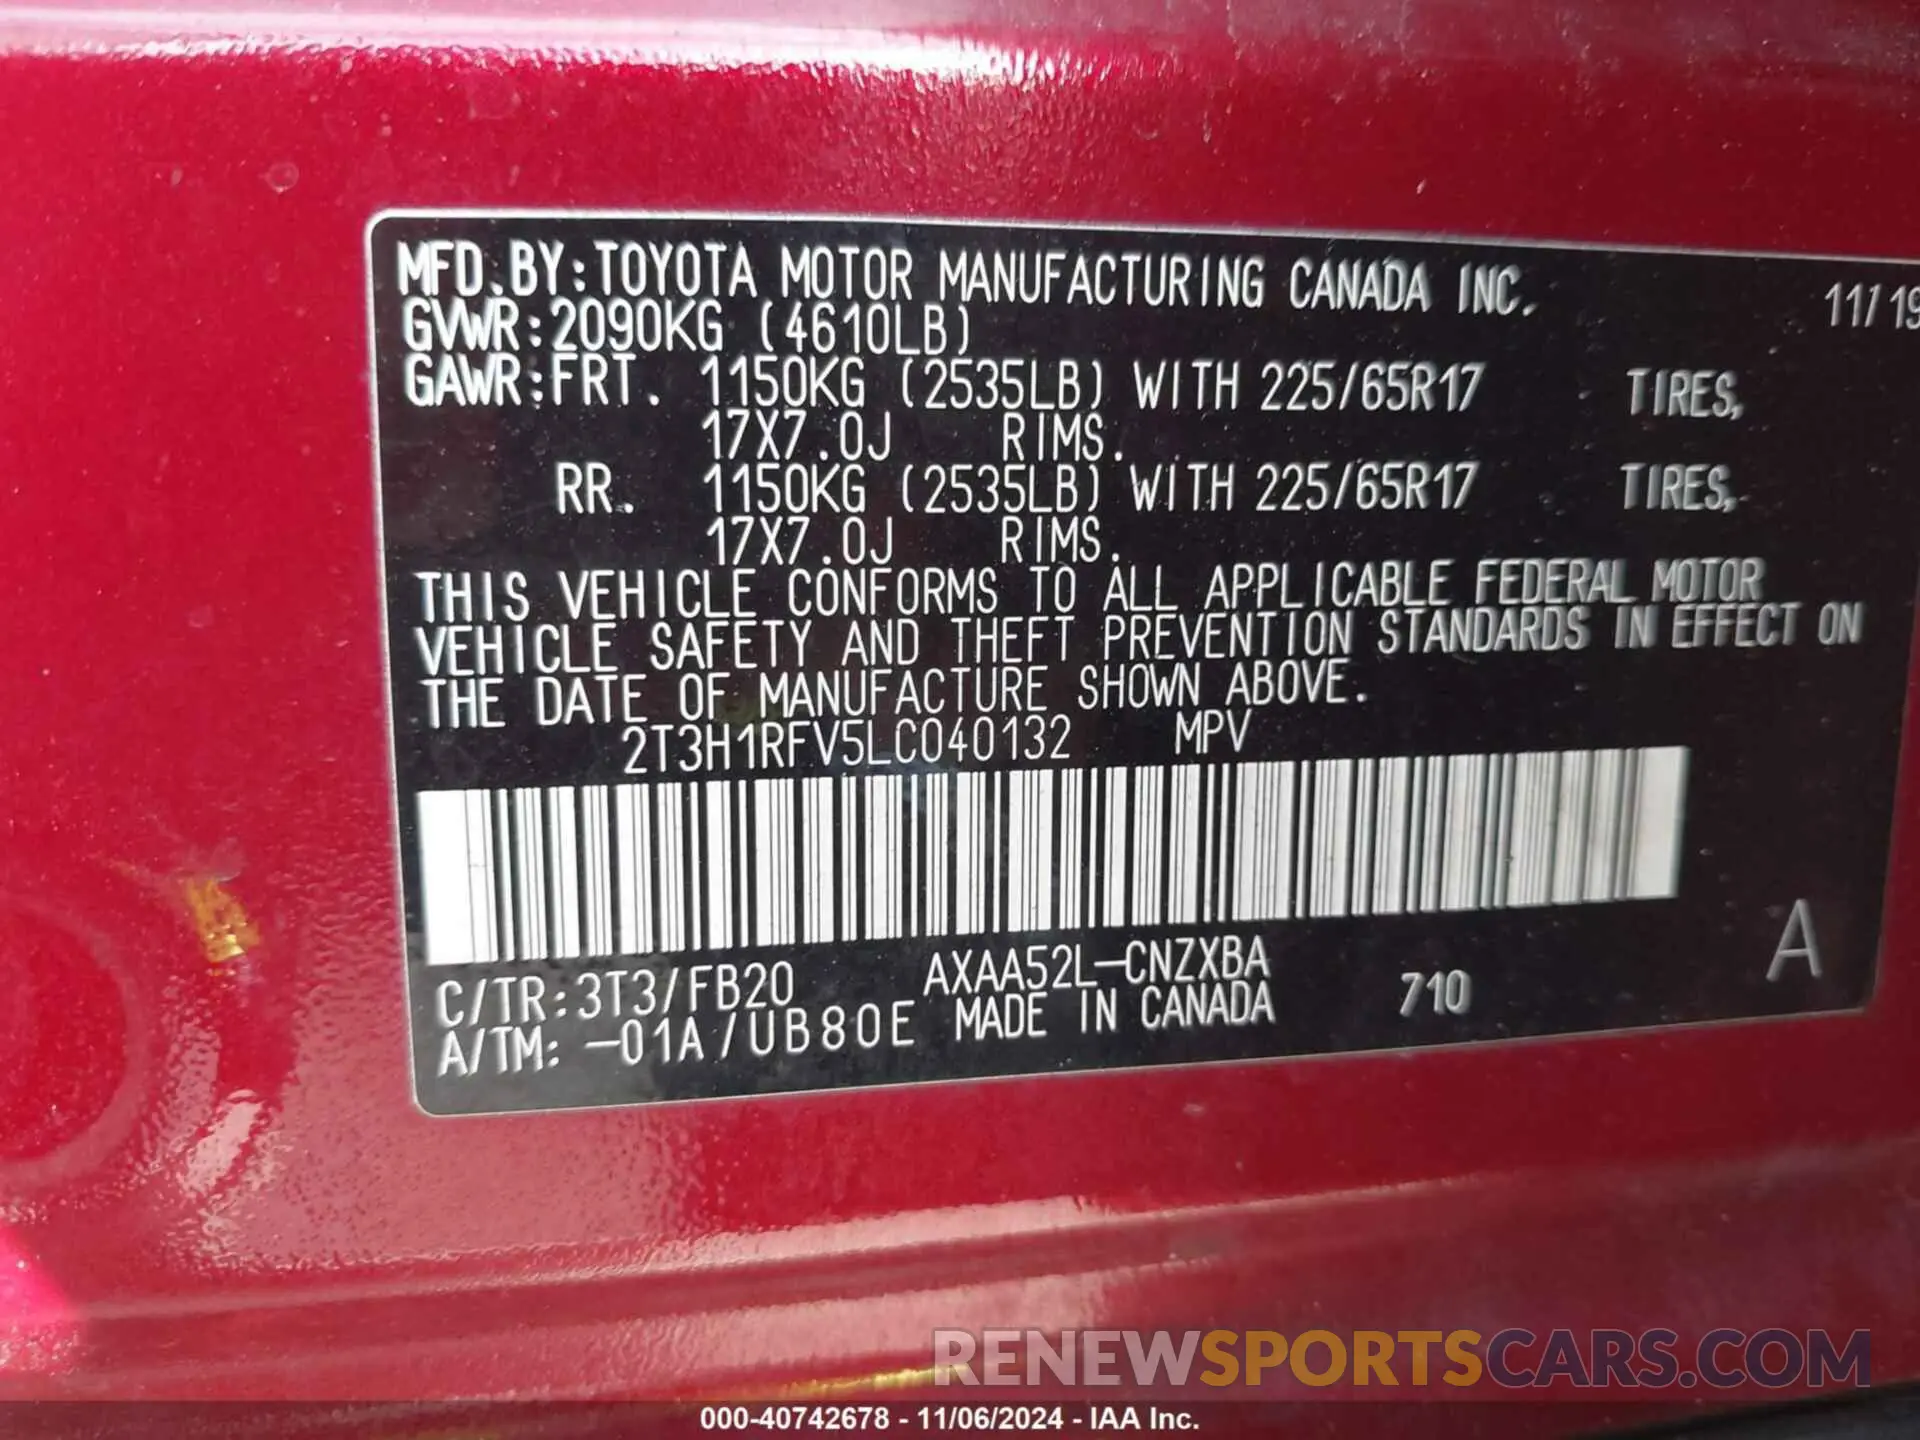 MFD.BY:TOYOTA MOTOR MANUFACTURING CANADA INC. 11/19
GVWR:2090KG (4610LB)
GAWR:FRT. 1150KG (2535LB) WITH 225/65R17 TIRES,
17X7.0J RIMS.
RR. 1150KG (2535LB) WITH 225/65R17 TIRES,
17X7.0J RIMS.
THIS VEHICLE CONFORMS TO ALL APPLICABLE FEDERAL MOTOR
VEHICLE SAFETY AND THEFT PREVENTION STANDARDS IN EFFECT ON
THE DATE OF MANUFACTURE SHOWN ABOVE.
2T3H1RFV5LC040132 MPV
C/TR:3T3/FB20 AXAA52L-CNZXBA 710 A
A/TM: -01A/UB80E MADE IN CANADA
RENEWSPORTSCARS.COM
000-40742678 - 11/06/2024 - IAA Inc.